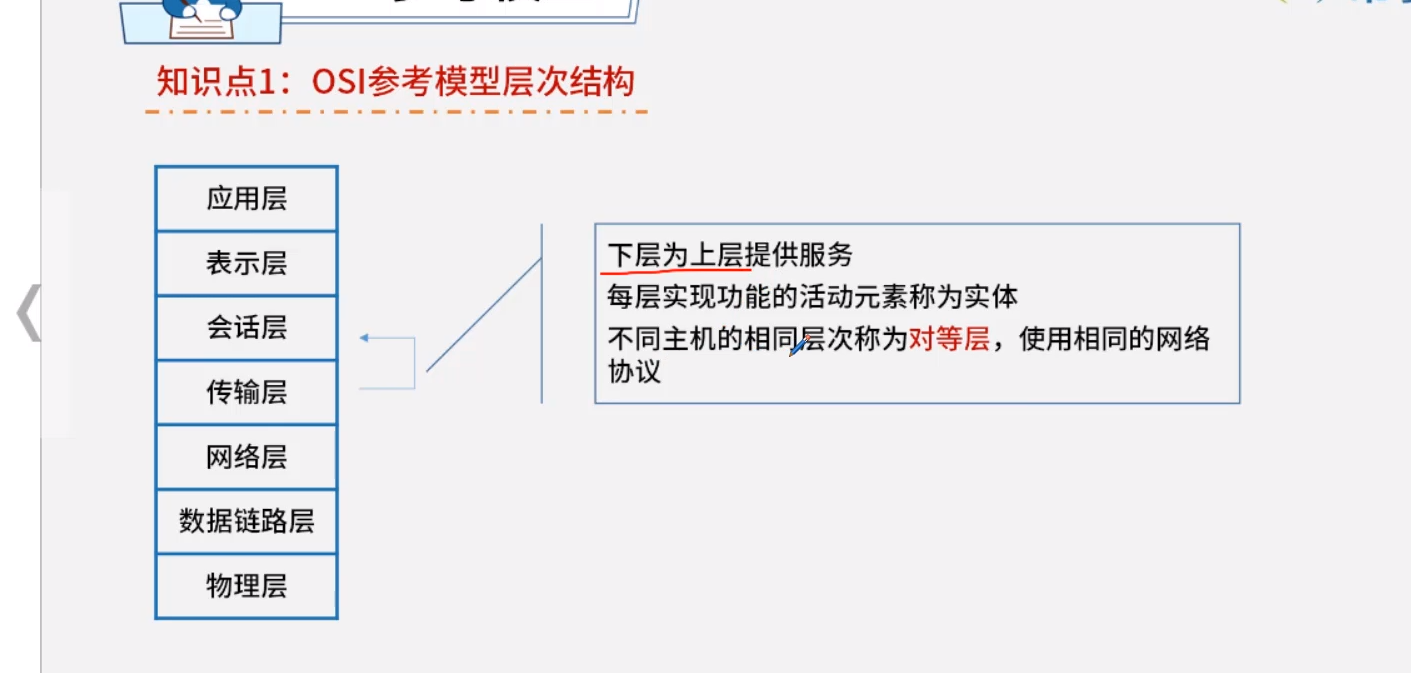 知识点1：OSI参考模型层次结构
应用层
表示层
会话层
传输层
网络层
数据链路层
物理层
下层为上层提供服务
每层实现功能的活动元素称为实体
不同主机的相同层次称为对等层，使用相同的网络
协议